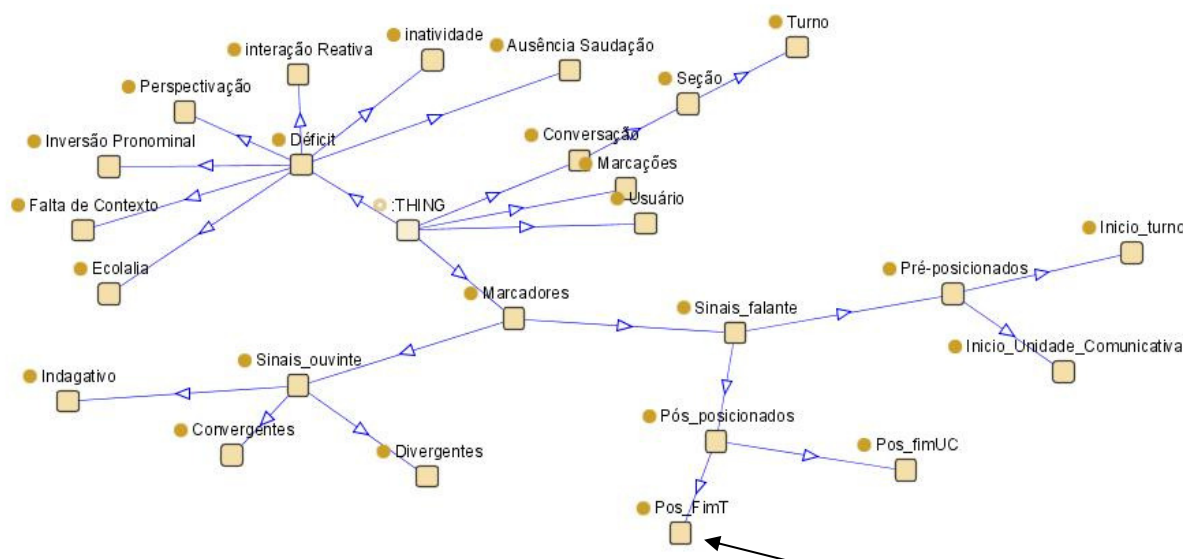 Turno
interação Reativa
inatividade
Ausência Saudação
Seção
Perspectivação
Conversação
Inversão Pronominal
Déficit
Marcações
Usuário
Falta de Contexto
:THING
Inicio_turno
Ecolalia
Pré-posicionados
Marcadores
Sinais_falante
Inicio_Unidade_Comunicativa
Sinais_ouvinte
Indagativo
Pós_posicionados
Convergentes
Divergentes
Pos_fimUC
Pos_FimT